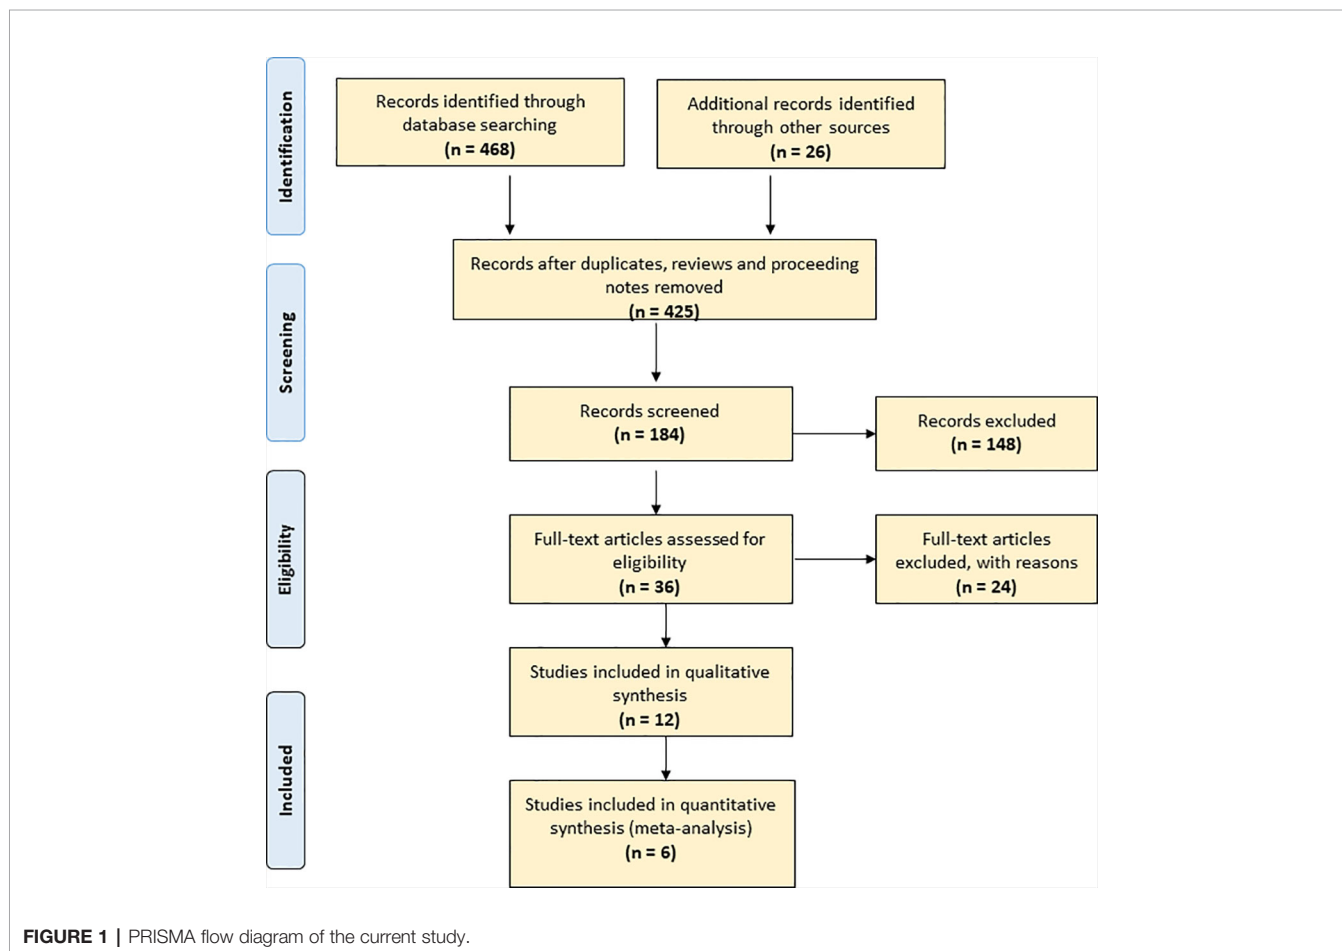 Identification
Records identified through
database searching
(n = 468)
Additional records identified
through other sources
(n = 26)
Screening
Records after duplicates, reviews and proceeding
notes removed
(n = 425)
Records screened
(n = 184)
Records excluded
(n = 148)
Eligibility
Full-text articles assessed for
eligibility
(n = 36)
Full-text articles
excluded, with reasons
(n = 24)
Included
Studies included in qualitative
synthesis
(n = 12)
Studies included in quantitative
synthesis (meta-analysis)
(n = 6)
FIGURE 1 | PRISMA flow diagram of the current study.